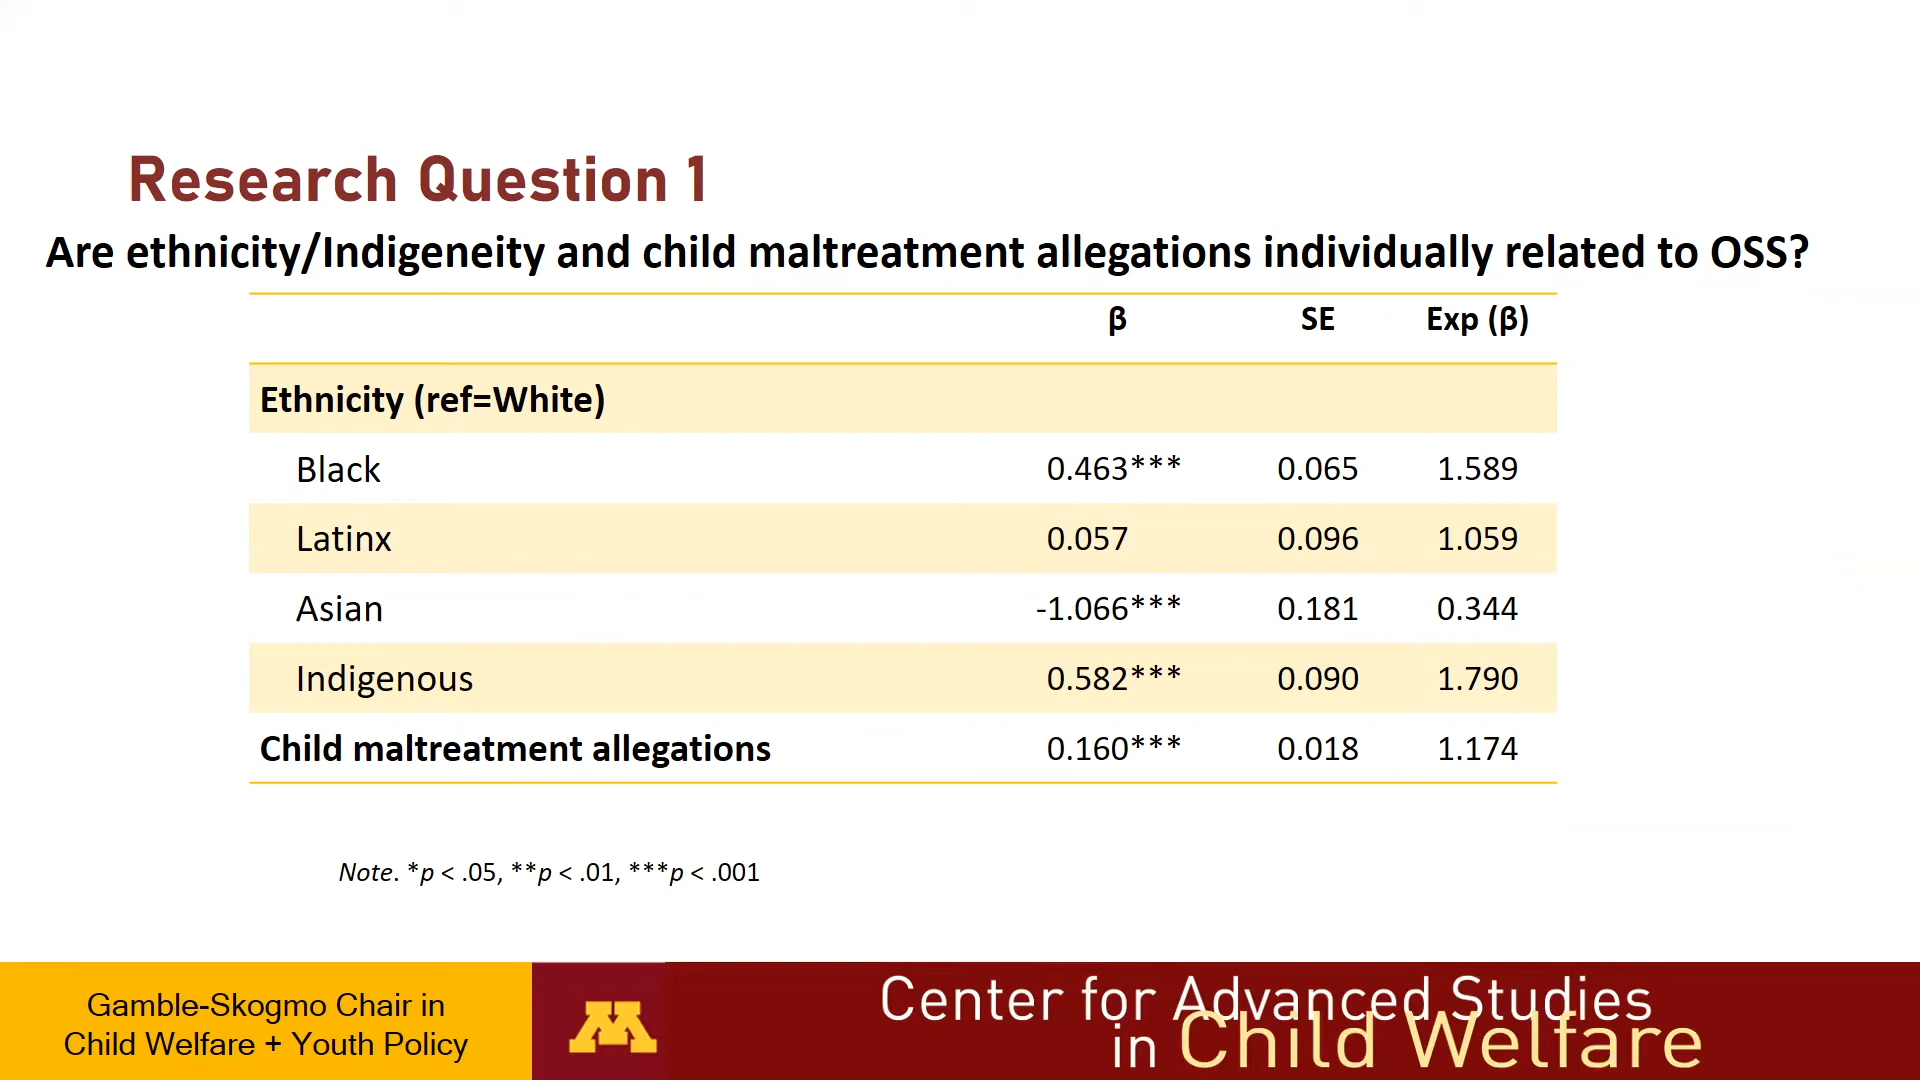 Research Question 1
Are ethnicity/Indigeneity and child maltreatment allegations individually related to OSS?
β SE Exp (β)
Ethnicity (ref=White)
Black 0.463*** 0.065 1.589
Latinx 0.057 0.096 1.059
Asian -1.066*** 0.181 0.344
Indigenous 0.582*** 0.090 1.790
Child maltreatment allegations 0.160*** 0.018 1.174
Note. *p < .05, **p < .01, ***p < .001
Gamble-Skogmo Chair in
Child Welfare + Youth Policy
M
Center for Advanced Studies
in Child Welfare